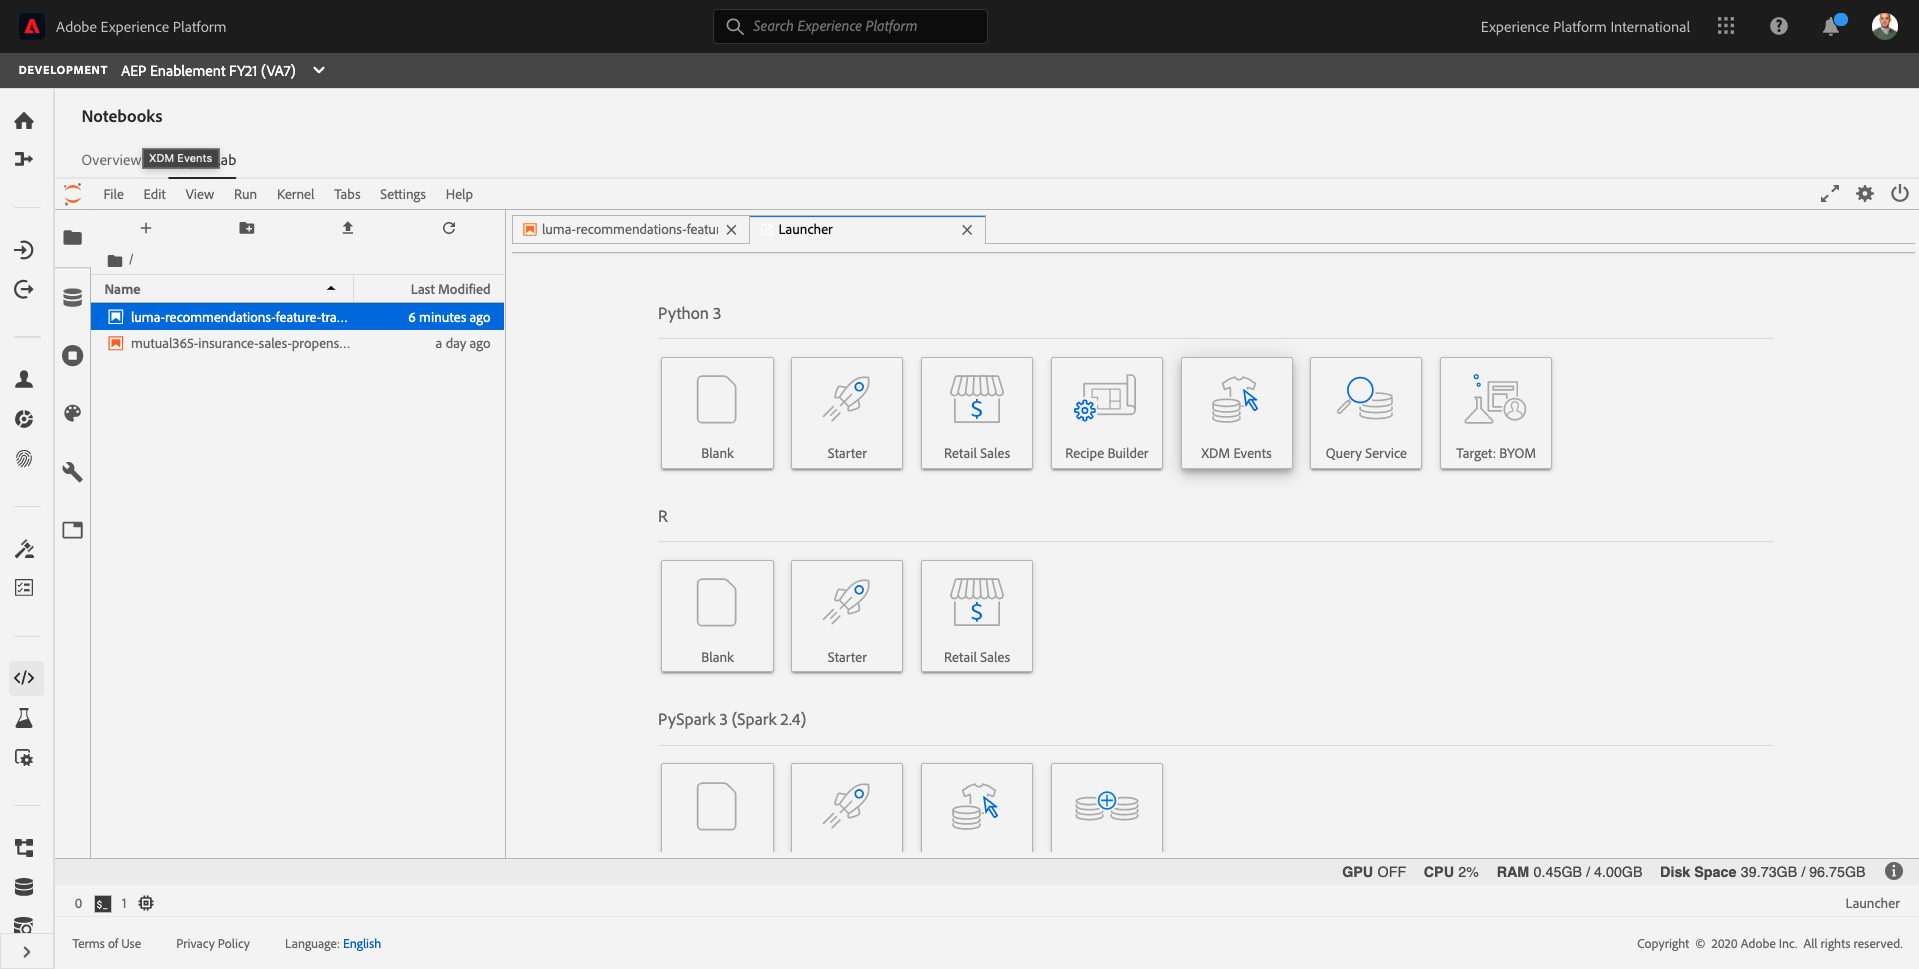 Adobe Experience Platform
Search Experience Platform
Experience Platform International
DEVELOPMENT AEP Enablement FY21 (VA7)
Notebooks
Overview
XDM Events
File Edit View Run Kernel Tabs Settings Help
luma-recommendations-featur
Launcher
/
Name Last Modified
luma-recommendations-feature-tra... 6 minutes ago
mutual365-insurance-sales-propens... a day ago
Python 3
Blank Starter Retail Sales Recipe Builder XDM Events Query Service Target: BYOM
R
Blank Starter Retail Sales
PySpark 3 (Spark 2.4)
GPU OFF CPU 2% RAM 0.45GB / 4.00GB Disk Space 39.73GB / 96.75GB
0 $_ 1
Launcher
Terms of Use Privacy Policy Language: English
Copyright © 2020 Adobe Inc. All rights reserved.